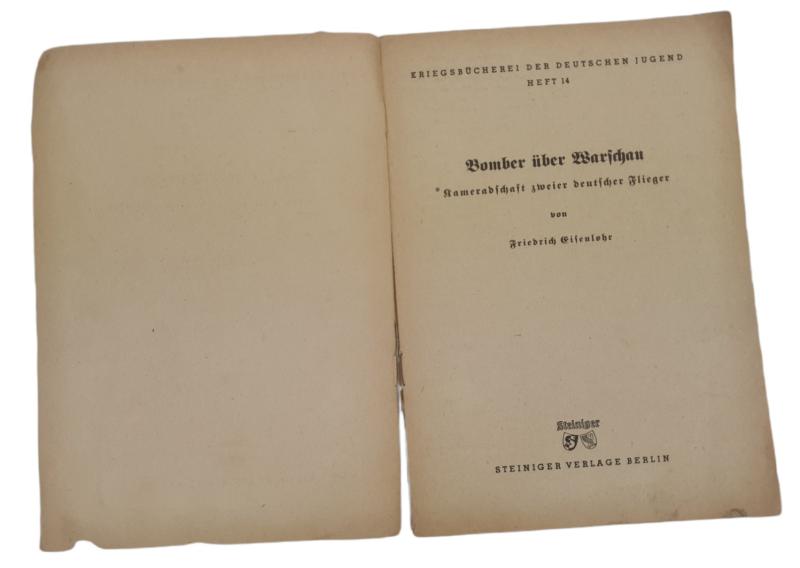 KRIEGSBÜCHEREI DER DEUTSCHEN JUGEND
HEFT 14
Bomber über Warschau
Kameradschaft zweier deutscher Flieger
von
Friedrich Eisenlohr
Steiniger
STEINIGER VERLAGE BERLIN